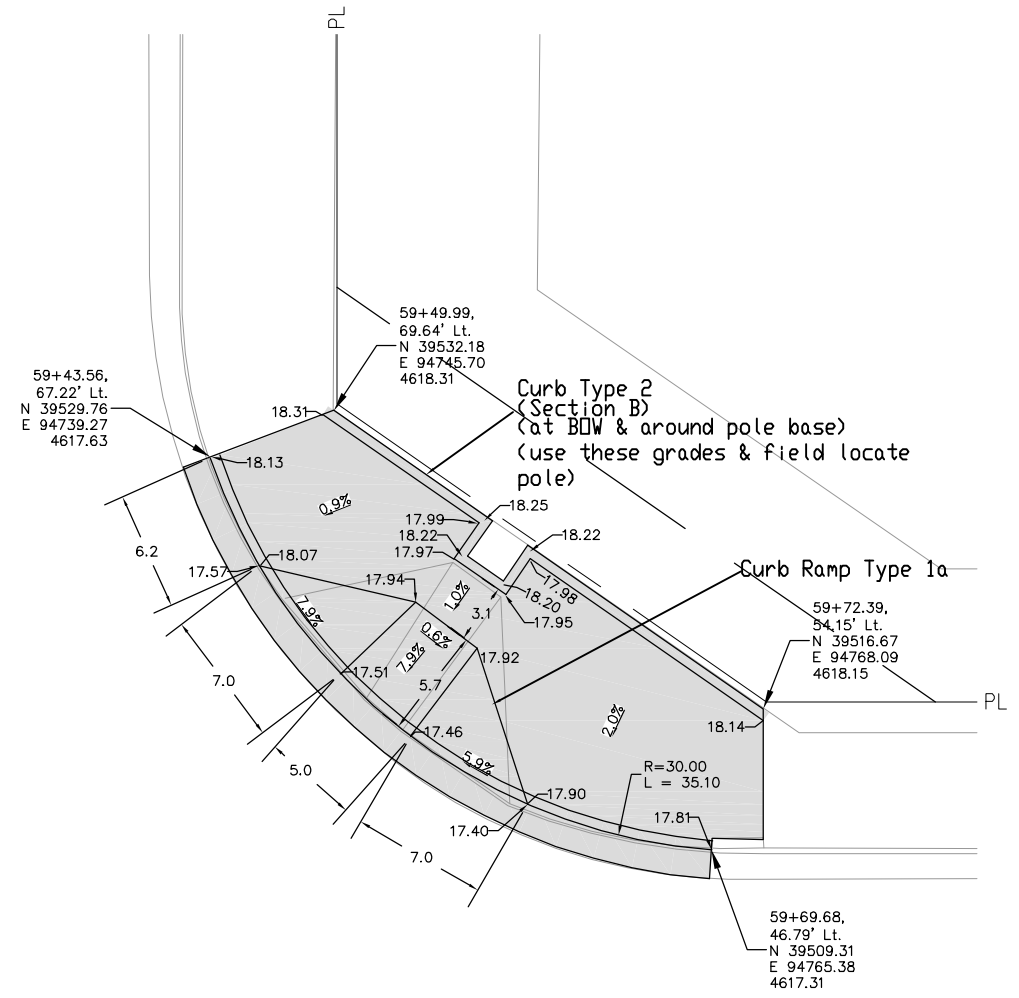 PL
59+49.99,
69.64' Lt.
N 39532.18
E 94745.70
4618.31
59+43.56,
67.22' Lt.
N 39529.76
E 94739.27
4617.63
Curb Type 2
(Section B)
(at BOW & around pole base)
(use these grades & field locate
pole)
18.31
18.13
0.9%
18.25
17.99
18.22
18.22
17.97
6.2
18.07
17.57
17.94
1.0%
17.98
18.20
17.95
Curb Ramp Type 1a
7.9%
3.1
0.6%
7.9%
17.92
59+72.39,
54.15' Lt.
N 39516.67
E 94768.09
4618.15
17.51
7.0
5.7
PL
2.0%
18.14
17.46
5.9%
5.0
R=30.00
L = 35.10
17.90
17.81
17.40
7.0
59+69.68,
46.79' Lt.
N 39509.31
E 94765.38
4617.31